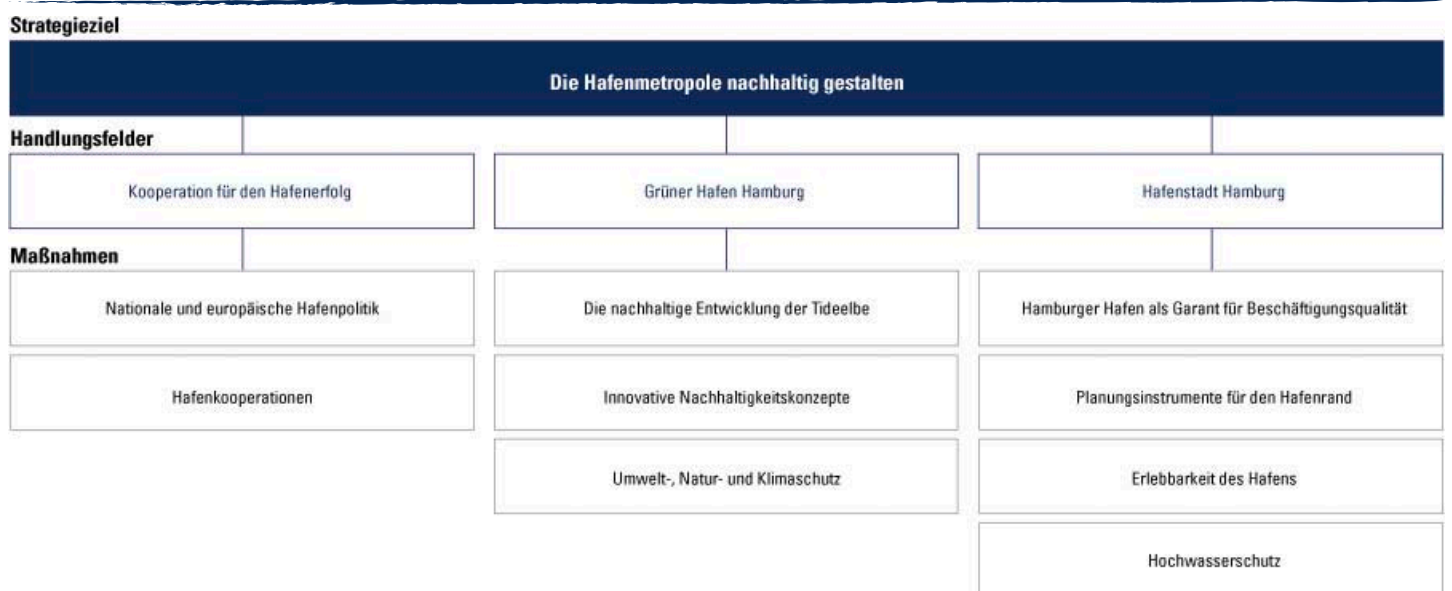 Strategieziel
Die Hafenmetropole nachhaltig gestalten
Handlungsfelder
Kooperation für den Hafenerfolg
Grüner Hafen Hamburg
Hafenstadt Hamburg
Maßnahmen
Nationale und europäische Hafenpolitik
Die nachhaltige Entwicklung der Tideelbe
Hamburger Hafen als Garant für Beschäftigungsqualität
Hafenkooperationen
Innovative Nachhaltigkeitskonzepte
Planungsinstrumente für den Hafenrand
Umwelt-, Natur- und Klimaschutz
Erlebbarkeit des Hafens
Hochwasserschutz